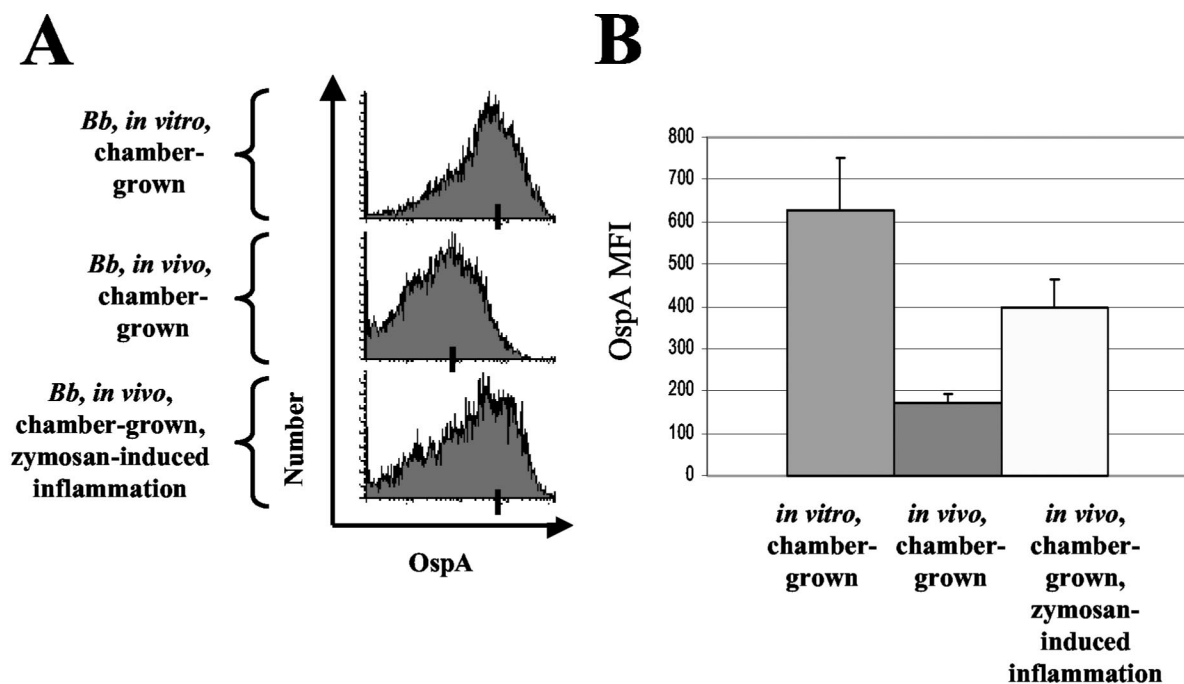 A
Bb, in vitro,
chamber-
grown
Bb, in vivo,
chamber-
grown
Bb, in vivo,
chamber-grown,
zymosan-induced
inflammation
Number
OspA
B
OspA MFI
800
700
600
500
400
300
200
100
0
in vitro,
chamber-
grown
in vivo,
chamber-
grown
in vivo,
chamber-
grown,
zymosan-
induced
inflammation